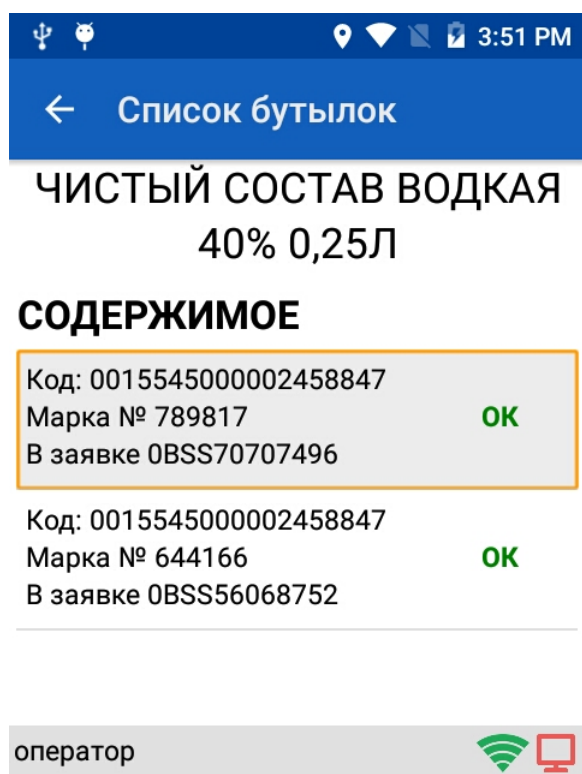 3:51 PM
Список бутылок
ЧИСТЫЙ СОСТАВ ВОДКАЯ
40% 0,25Л
СОДЕРЖИМОЕ
Код: 0015545000002458847
Марка № 789817
OK
В заявке 0BSS70707496
Код: 0015545000002458847
Марка № 644166
OK
В заявке 0BSS56068752
оператор